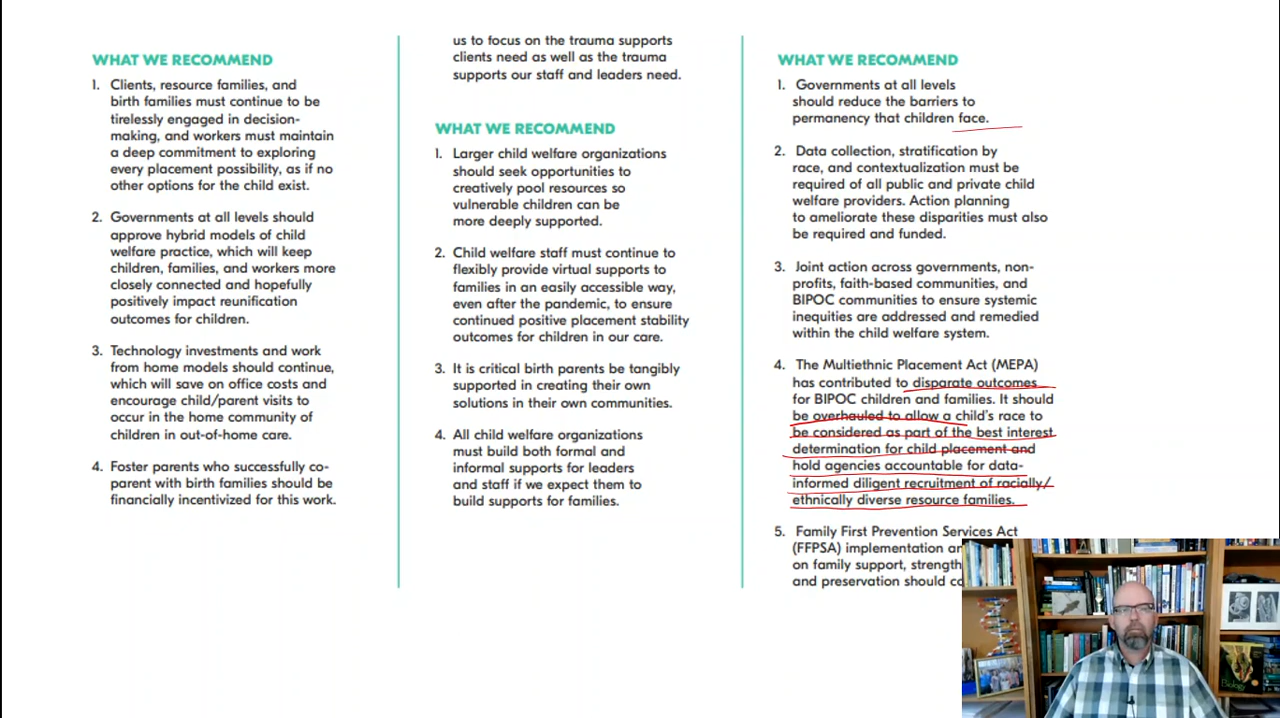 WHAT WE RECOMMEND
1. Clients, resource families, and
birth families must continue to be
tirelessly engaged in decision-
making, and workers must maintain
a deep commitment to exploring
every placement possibility, as if no
other options for the child exist.
2. Governments at all levels should
approve hybrid models of child
welfare practice, which will keep
children, families, and workers more
closely connected and hopefully
positively impact reunification
outcomes for children.
3. Technology investments and work
from home models should continue,
which will save on office costs and
encourage child/parent visits to
occur in the home community of
children in out-of-home care.
4. Foster parents who successfully co-
parent with birth families should be
financially incentivized for this work.
us to focus on the trauma supports
clients need as well as the trauma
supports our staff and leaders need.
WHAT WE RECOMMEND
1. Larger child welfare organizations
should seek opportunities to
creatively pool resources so
vulnerable children can be
more deeply supported.
2. Child welfare staff must continue to
flexibly provide virtual supports to
families in an easily accessible way,
even after the pandemic, to ensure
continued positive placement stability
outcomes for children in our care.
3. It is critical birth parents be tangibly
supported in creating their own
solutions in their own communities.
4. All child welfare organizations
must build both formal and
informal supports for leaders
and staff if we expect them to
build supports for families.
WHAT WE RECOMMEND
1. Governments at all levels
should reduce the barriers to
permanency that children face.
2. Data collection, stratification by
race, and contextualization must be
required of all public and private child
welfare providers. Action planning
to ameliorate these disparities must also
be required and funded.
3. Joint action across governments, non-
profits, faith-based communities, and
BIPOC communities to ensure systemic
inequities are addressed and remedied
within the child welfare system.
4. The Multiethnic Placement Act (MEPA)
has contributed to disparate outcomes
for BIPOC children and families. It should
be overhauled to allow a child's race to
be considered as part of the best interest
determination for child placement and
hold agencies accountable for data-
informed diligent recruitment of racially/
ethnically diverse resource families.
5. Family First Prevention Services Act
(FFPSA) implementation
on family support,
and preservation should
Biology